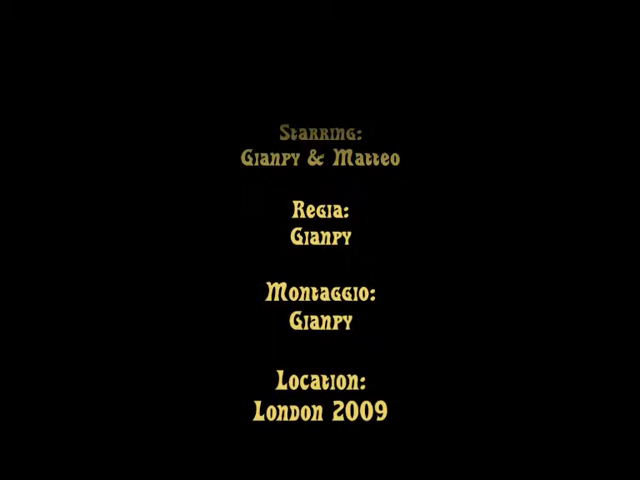 Starring:
Gianpy & Matteo
Regia:
Gianpy
Montaggio:
Gianpy
Location:
London 2009